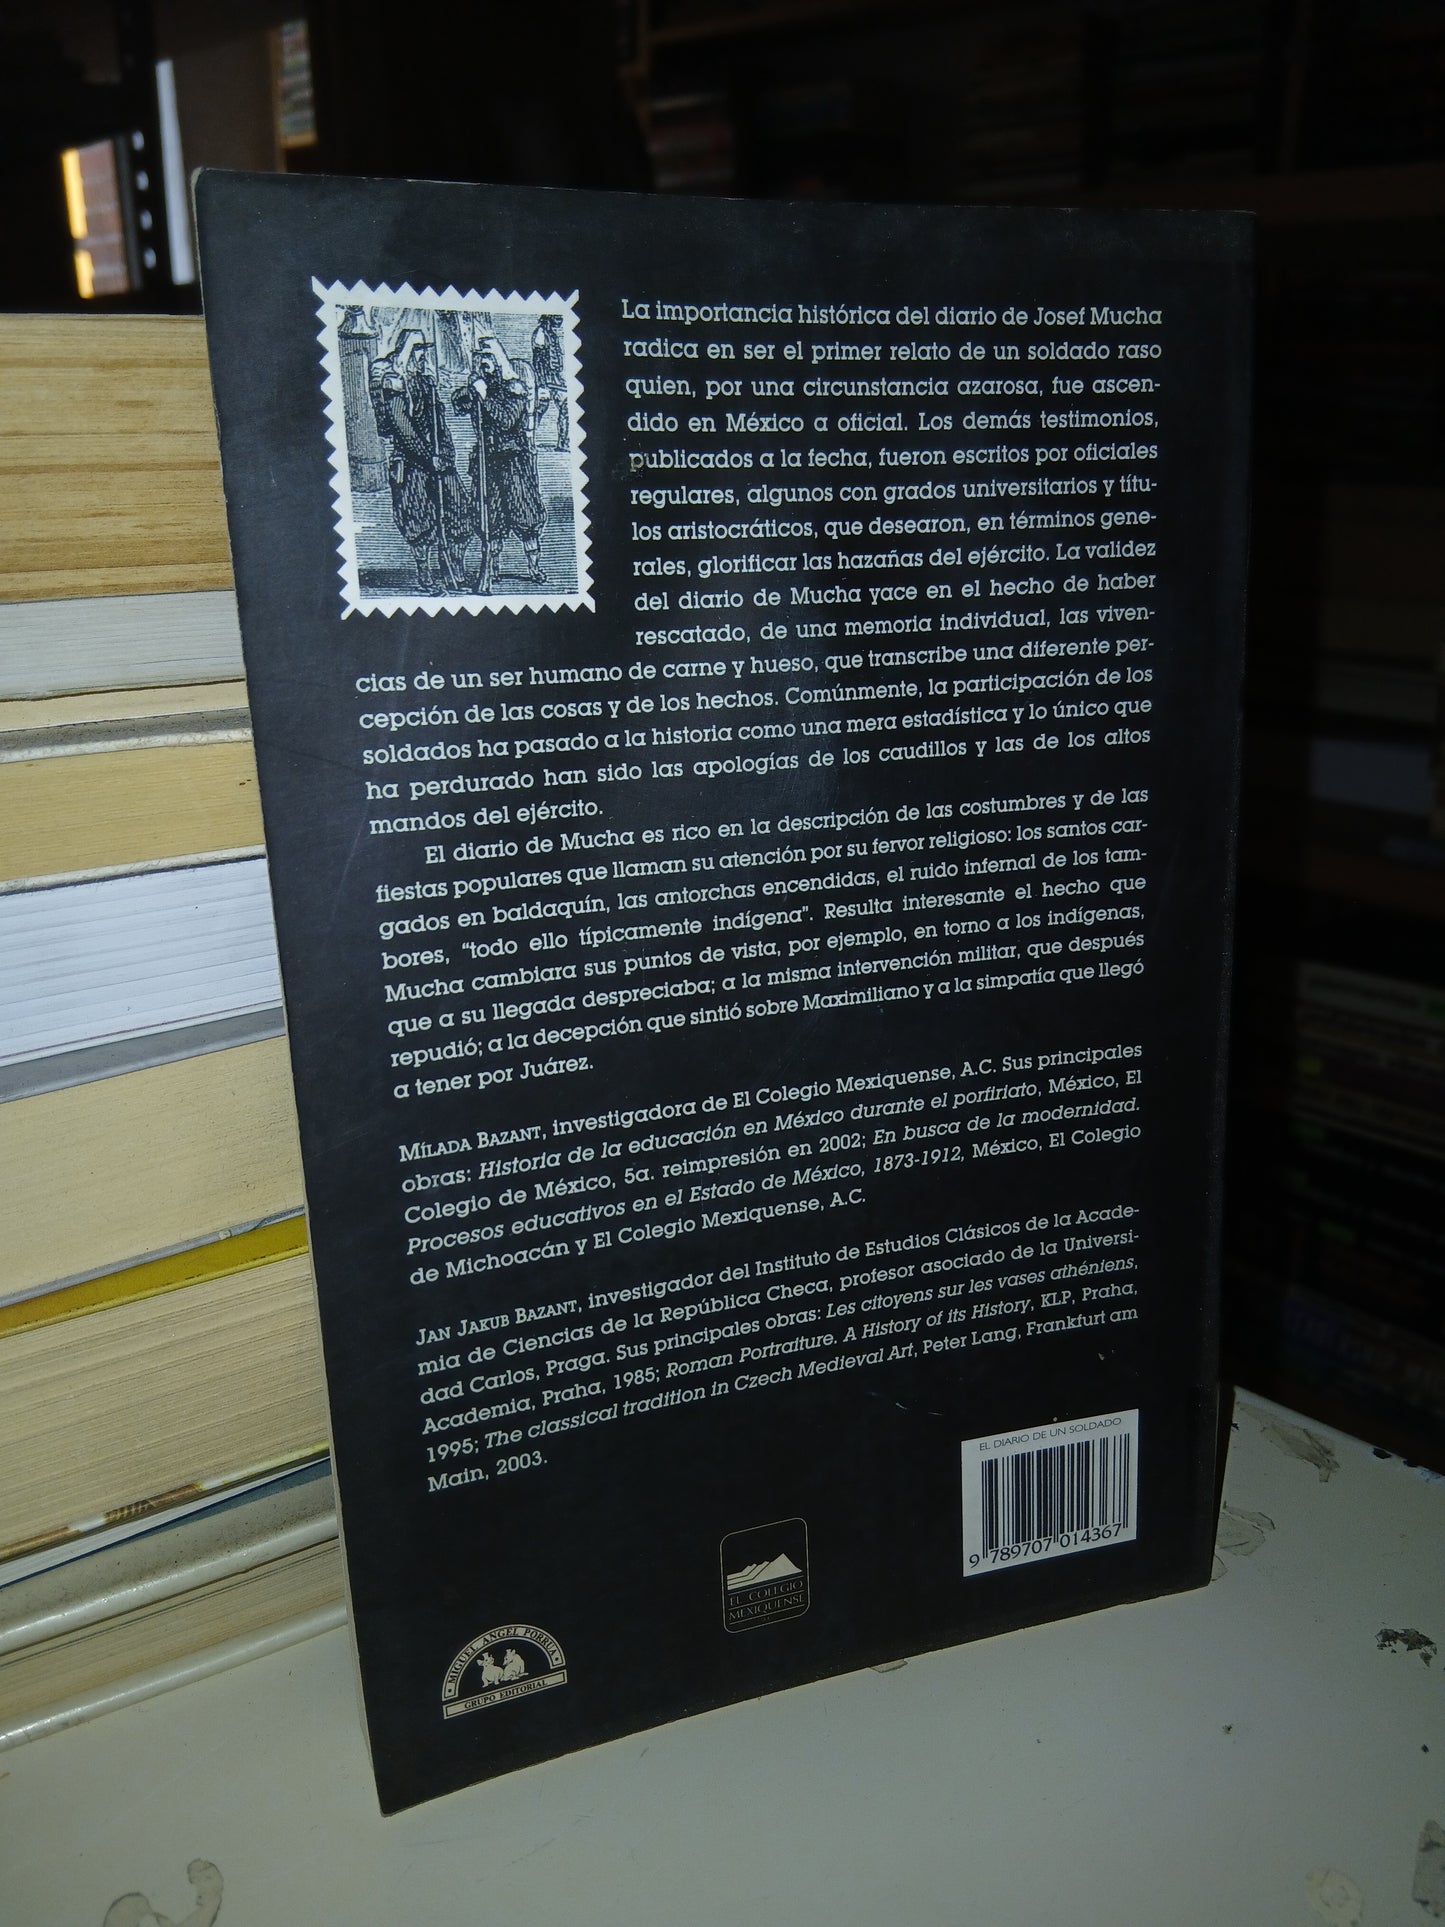 La importancia histórica del diario de Josef Mucha
radica en ser el primer relato de un soldado raso
quien, por una circunstancia azarosa, fue ascen-
dido en México a oficial. Los demás testimonios,
publicados a la fecha, fueron escritos por oficiales
regulares, algunos con grados universitarios y títu-
los aristocráticos, que desearon, en términos gene-
rales, glorificar las hazañas del ejército. La validez
del diario de Mucha yace en el hecho de haber
rescatado, de una memoria individual, las viven-
cias de un ser humano de carne y hueso, que transcribe una diferente per-
cepción de las cosas y de los hechos. Comúnmente, la participación de los
soldados ha pasado a la historia como una mera estadística y lo único que
ha perdurado han sido las apologías de los caudillos y las de los altos
mandos del ejército.
El diario de Mucha es rico en la descripción de las costumbres y de las
fiestas populares que llaman su atención por su fervor religioso: los santos car-
gados en baldaquín, las antorchas encendidas, el ruido infernal de los tam-
bores, "todo ello típicamente indígena". Resulta interesante el hecho que
Mucha cambiara sus puntos de vista, por ejemplo, en torno a los indígenas,
que a su llegada despreciaba; a la misma intervención militar, que después
repudió; a la decepción que sintió sobre Maximiliano y a la simpatía que llegó
a tener por Juárez.
MÍLADA BAZANT, investigadora de El Colegio Mexiquense, A.C. Sus principales
obras: Historia de la educación en México durante el porfiriato, México, El
Colegio de México, 5a. reimpresión en 2002; En busca de la modernidad.
Procesos educativos en el Estado de México, 1873-1912, México, El Colegio
de Michoacán y El Colegio Mexiquense, A.C.
JAN JAKUB BAZANT, investigador del Instituto de Estudios Clásicos de la Acade-
mia de Ciencias de la República Checa, profesor asociado de la Universi-
dad Carlos, Praga. Sus principales obras: Les citoyens sur les vases athéniens,
Academia, Praha, 1985; Roman Portraiture. A History of its History, KLP, Praha,
1995; The classical tradition in Czech Medieval Art, Peter Lang, Frankfurt am
Main, 2003.
EL DIARIO DE UN SOLDADO
9 789707 014367
EL COLEGIO
MEXIQUENSE
MIGUEL ANGEL PORRUA
GRUPO EDITORIAL